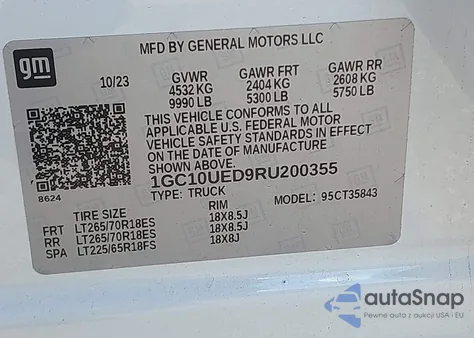 MFD BY GENERAL MOTORS LLC
gm
10/23 GVWR GAWR FRT GAWR RR
4532 KG 2404 KG 2608 KG
9990 LB 5300 LB 5750 LB
THIS VEHICLE CONFORMS TO ALL
APPLICABLE U.S. FEDERAL MOTOR
VEHICLE SAFETY STANDARDS IN EFFECT
ON THE DATE OF MANUFACTURE
SHOWN ABOVE.
8624 1GC10UED9RU200355
TYPE: TRUCK MODEL: 95CT35843
TIRE SIZE RIM
FRT LT265/70R18ES 18X8.5J
RR LT265/70R18ES 18X8.5J
SPA LT225/65R18FS 18X8J
autoSnap
Pewne auta z aukcji USA i EU